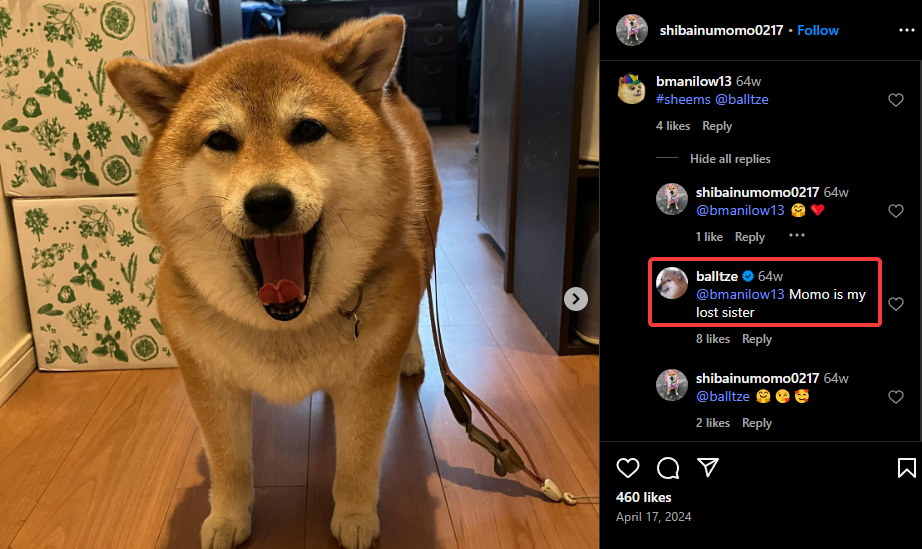 shibainumomo0217 • Follow
bmanilow13 64w
#sheems @balltze
4 likes Reply
Hide all replies
shibainumomo0217 64w
@bmanilow13 🤗 ❤️
1 like Reply
balltze 64w
@bmanilow13 Momo is my
lost sister
8 likes Reply
shibainumomo0217 64w
@balltze 🤗 😘 🥰
2 likes Reply
460 likes
April 17, 2024